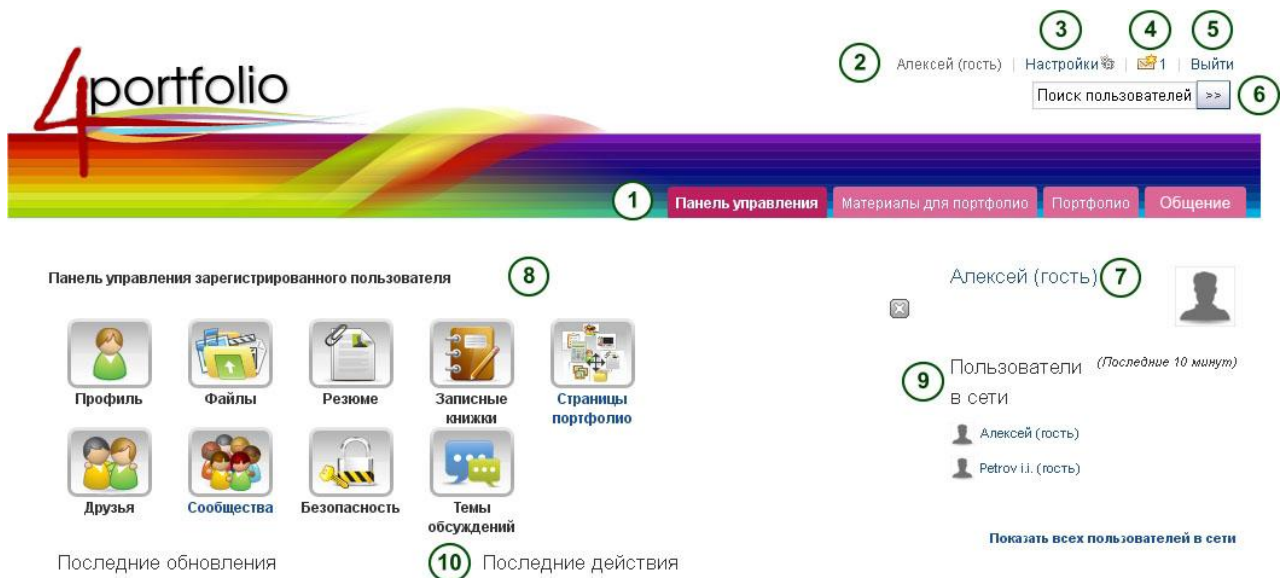 3 4 5
2 Алексей (гость) | Настройки | 1 | Выйти
4portfolio
Поиск пользователей >> 6
1 Панель управления Материалы для портфолио Портфолио Общение
Панель управления зарегистрированного пользователя 8
Алексей (гость) 7
Профиль Файлы Резюме Записные книжки Страницы портфолио
9 Пользователи в сети (Последние 10 минут)
Алексей (гость)
Petrov i.i. (гость)
Друзья Сообщества Безопасность Темы обсуждений
Показать всех пользователей в сети
Последние обновления 10 Последние действия